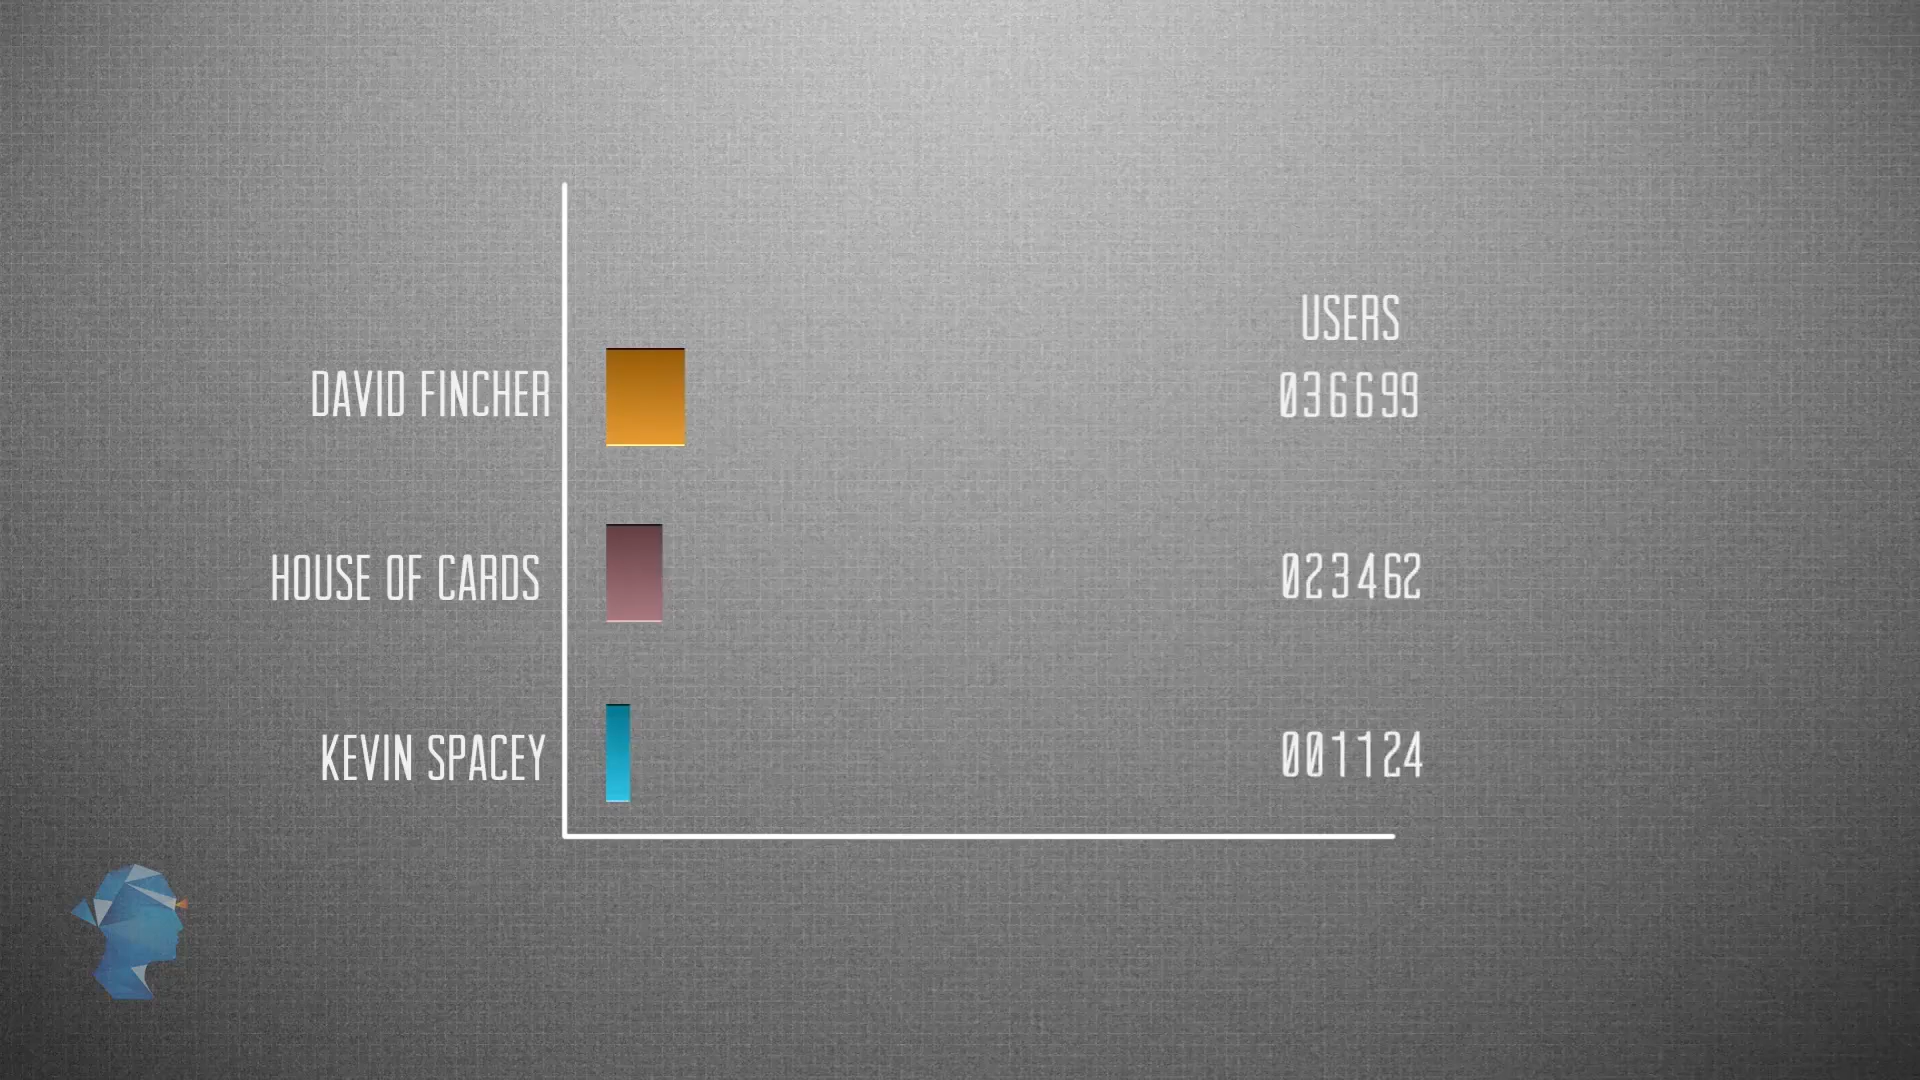 USERS
DAVID FINCHER 036699
HOUSE OF CARDS 023462
KEVIN SPACEY 001124